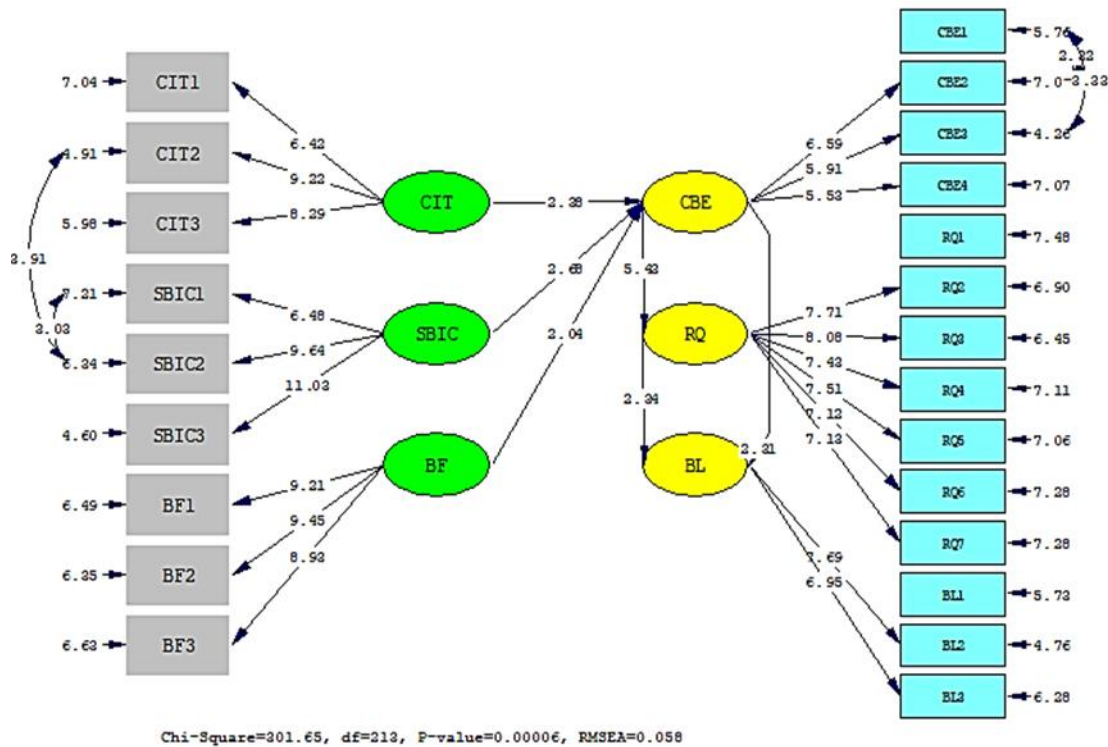 CBE1
5.76
CIT1
7.04
CBE2
7.0
-3.33
CIT2
4.91
6.42
CBE3
4.26
6.59
5.91
9.22
CBE4
7.07
5.53
CIT
CBE
2.38
CIT3
5.98
8.29
RQ1
7.48
SBIC1
7.21
2.68
5.43
RQ2
6.90
6.48
7.71
SBIC
RQ
2.04
8.08
RQ3
6.45
SBIC2
6.34
9.64
7.43
RQ4
7.11
11.03
7.51
SBIC3
4.60
2.34
7.12
7.13
RQ5
7.06
BF
BL
2.31
RQ6
7.28
BF1
6.49
9.21
RQ7
7.28
9.45
BF2
6.35
8.93
7.69
6.95
BL1
5.73
BF3
6.63
BL2
4.76
BL3
6.28
Chi-Square=301.65, df=213, P-value=0.00006, RMSEA=0.058